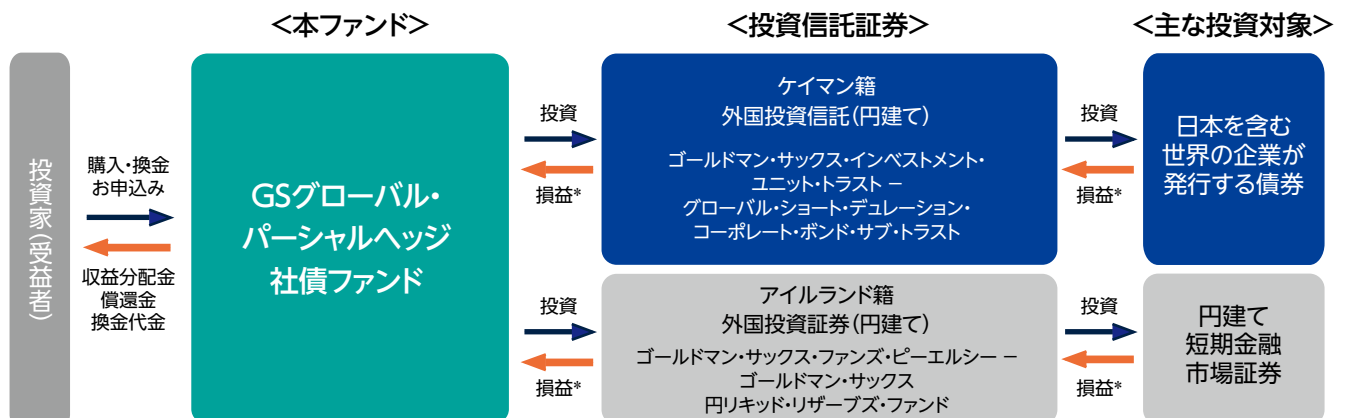 <本ファンド>
<投資信託証券>
<主な投資対象>
投資家(受益者)
購入・換金
お申込み
収益分配金
償還金
換金代金
GSグローバル・
パーシャルヘッジ
社債ファンド
投資
損益*
ケイマン籍
外国投資信託(円建て)
ゴールドマン・サックス・インベストメント・
ユニット・トラスト −
グローバル・ショート・デュレーション・
コーポレート・ボンド・サブ・トラスト
投資
損益*
日本を含む
世界の企業が
発行する債券
投資
損益*
アイルランド籍
外国投資証券(円建て)
ゴールドマン・サックス・ファンズ・ピーエルシー −
ゴールドマン・サックス
円リキッド・リザーブズ・ファンド
投資
損益*
円建て
短期金融
市場証券